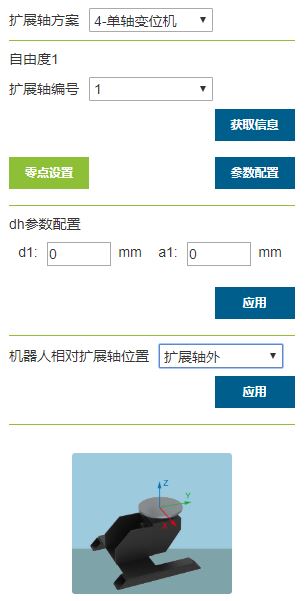 扩展轴方案 4-单轴变位机
自由度1
扩展轴编号 1
获取信息
零点设置 参数配置
dh参数配置
d1: 0 mm a1: 0 mm
应用
机器人相对扩展轴位置 扩展轴外
应用
Z
Y
X